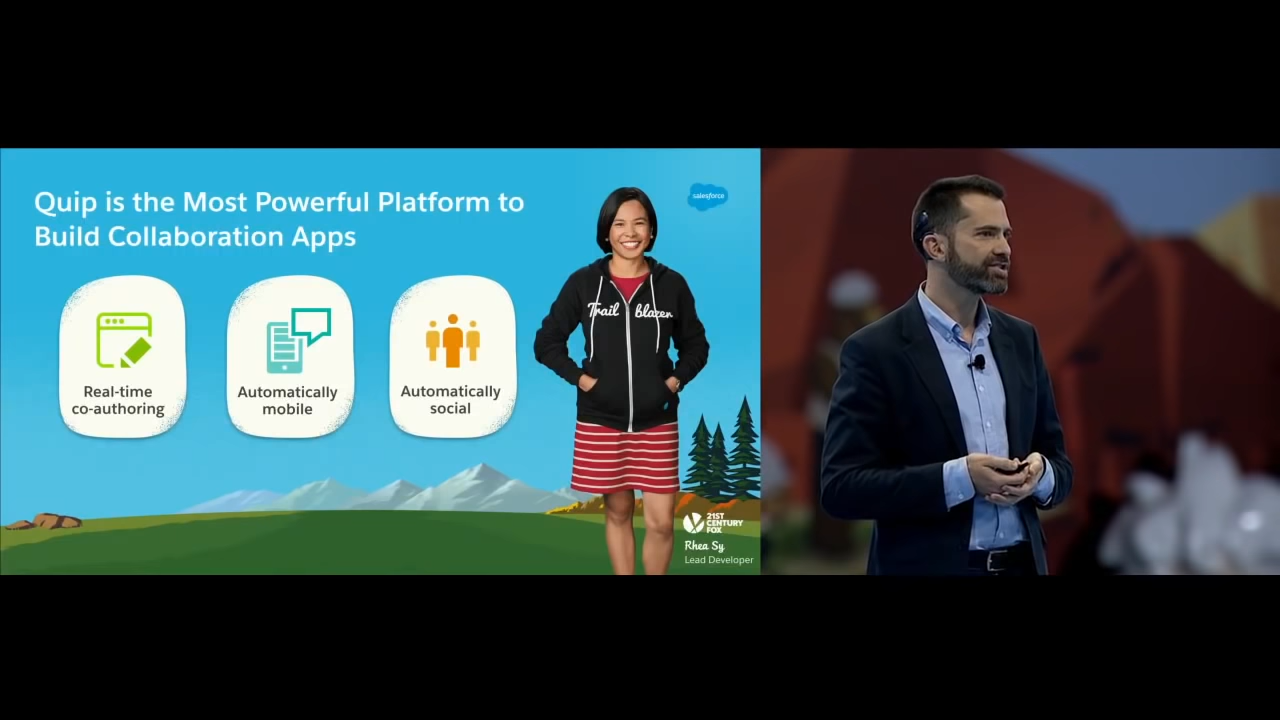 Quip is the Most Powerful Platform to
Build Collaboration Apps
salesforce
Trail blazer
Real-time
co-authoring
Automatically
mobile
Automatically
social
21ST
CENTURY
FOX
Rhea Sy
Lead Developer